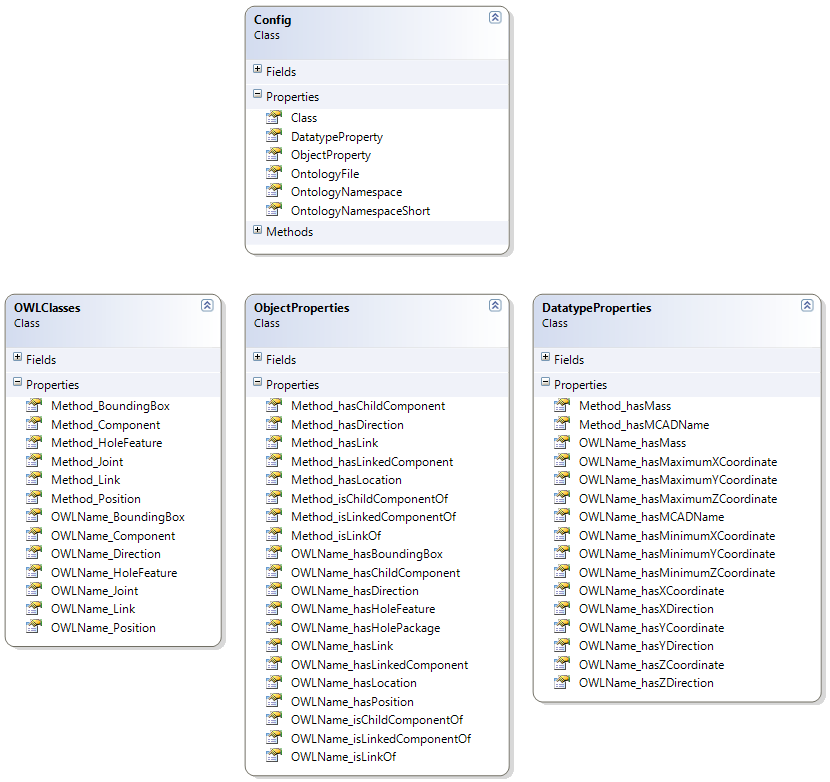 Config
Class
Fields
Properties
Class
DatatypeProperty
ObjectProperty
OntologyFile
OntologyNamespace
OntologyNamespaceShort
Methods
OWLClasses
Class
Fields
Properties
Method_BoundingBox
Method_Component
Method_HoleFeature
Method_Joint
Method_Link
Method_Position
OWLName_BoundingBox
OWLName_Component
OWLName_Direction
OWLName_HoleFeature
OWLName_Joint
OWLName_Link
OWLName_Position
ObjectProperties
Class
Fields
Properties
Method_hasChildComponent
Method_hasDirection
Method_hasLink
Method_hasLinkedComponent
Method_hasLocation
Method_isChildComponentOf
Method_isLinkedComponentOf
Method_isLinkOf
OWLName_hasBoundingBox
OWLName_hasChildComponent
OWLName_hasDirection
OWLName_hasHoleFeature
OWLName_hasHolePackage
OWLName_hasLink
OWLName_hasLinkedComponent
OWLName_hasLocation
OWLName_hasPosition
OWLName_isChildComponentOf
OWLName_isLinkedComponentOf
OWLName_isLinkOf
DatatypeProperties
Class
Fields
Properties
Method_hasMass
Method_hasMCADName
OWLName_hasMass
OWLName_hasMaximumXCoordinate
OWLName_hasMaximumYCoordinate
OWLName_hasMaximumZCoordinate
OWLName_hasMCADName
OWLName_hasMinimumXCoordinate
OWLName_hasMinimumYCoordinate
OWLName_hasMinimumZCoordinate
OWLName_hasXCoordinate
OWLName_hasXDirection
OWLName_hasYCoordinate
OWLName_hasYDirection
OWLName_hasZCoordinate
OWLName_hasZDirection